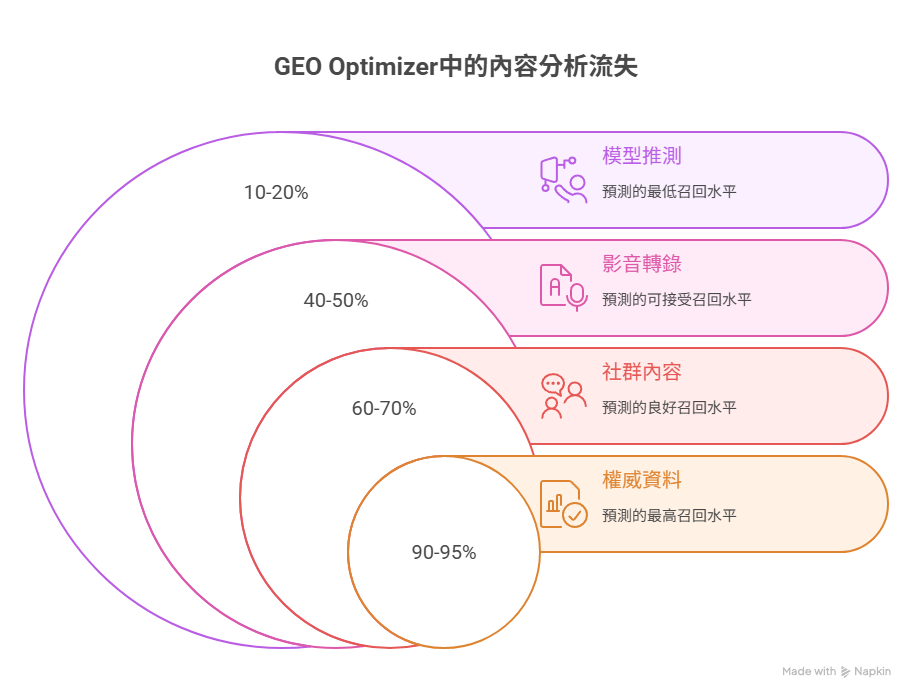 GEO Optimizer中的內容分析流失
10-20%
模型推測
預測的最低召回水平
40-50%
影音轉錄
預測的可接受召回水平
60-70%
社群內容
預測的良好召回水平
90-95%
權威資料
預測的最高召回水平
Made with Napkin